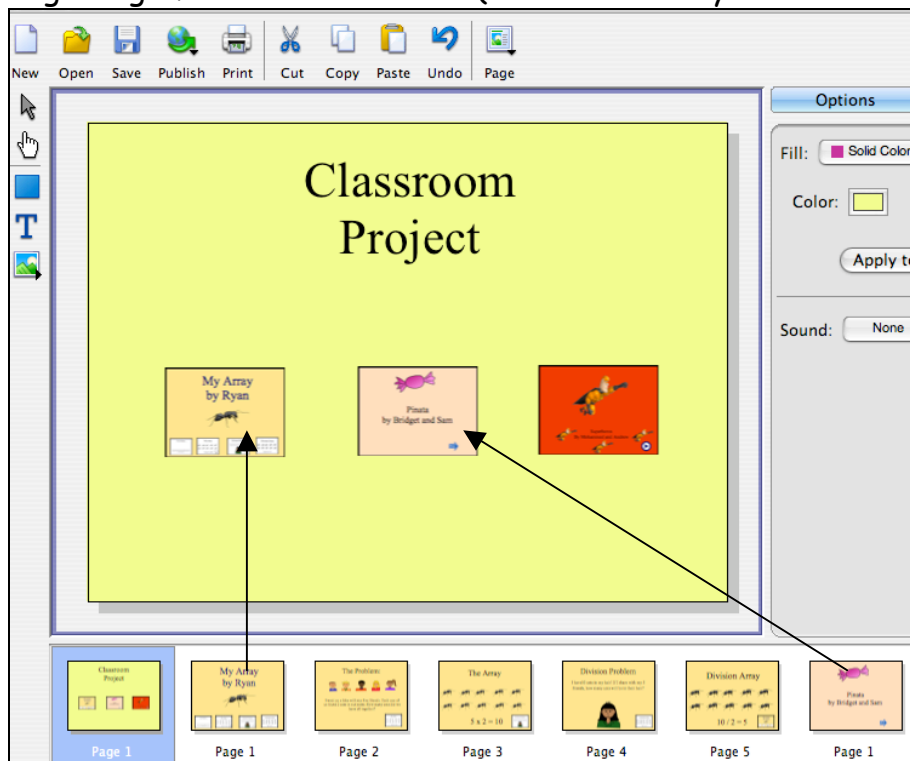 New Open Save Publish Print Cut Copy Paste Undo Page
Options
Fill: Solid Color
Color:
Apply to
Sound: None
T
Classroom
Project
My Array
by Ryan
Pinata
by Bridget and Sam
Classroom
Project
My Array
by Ryan
The Problem
The Array
5 x 2 = 10
Division Problem
Division Array
10 / 2 = 5
Pinata
by Bridget and Sam
Page 1 Page 1 Page 2 Page 3 Page 4 Page 5 Page 1